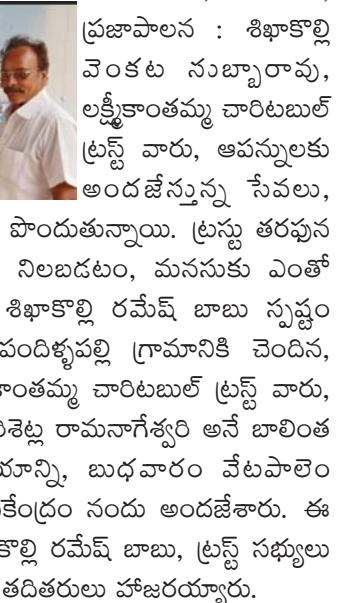 ప్రజాపాలన : శిఖాకొల్లి
వెంకట సుబ్బారావు,
లక్ష్మీకాంతమ్మ చారిటబుల్
ట్రస్ట్ వారు, ఆపన్నులకు
అందజేస్తున్న సేవలు,
పొందుతున్నాయి. ట్రస్టు తరఫున
నిలబడటం, మనసుకు ఎంతో
శిఖాకొల్లి రమేష్ బాబు స్పష్టం
పందిళ్ళపల్లి గ్రామానికి చెందిన,
కాంతమ్మ చారిటబుల్ ట్రస్ట్ వారు,
రిశెట్ల రామనాగేశ్వరి అనే బాలింత
యాన్ని, బుధవారం వేటపాలెం
కేంద్రం నందు అందజేశారు. ఈ
కొల్లి రమేష్ బాబు, ట్రస్ట్ సభ్యులు
తదితరులు హాజరయ్యారు.